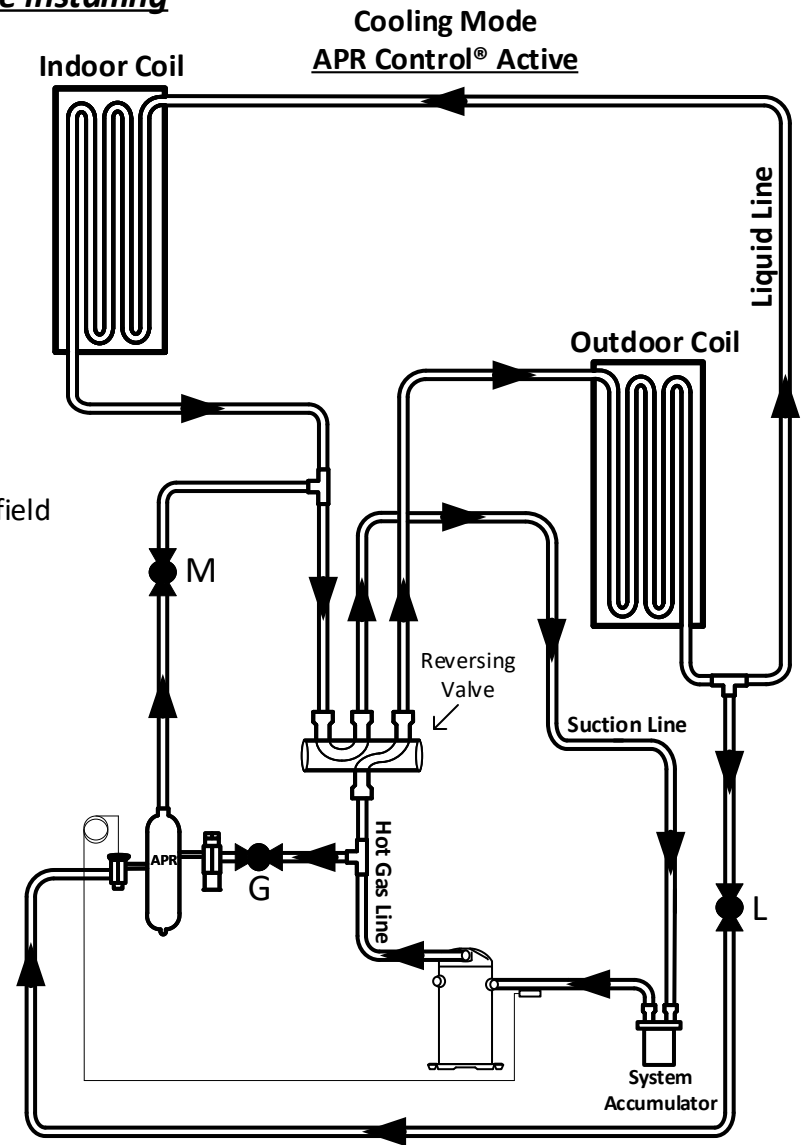 Installing
Cooling Mode
APR Control® Active
Indoor Coil
Liquid Line
Outdoor Coil
field
M
Reversing
Valve
Suction Line
APR
G
Hot Gas Line
L
System
Accumulator